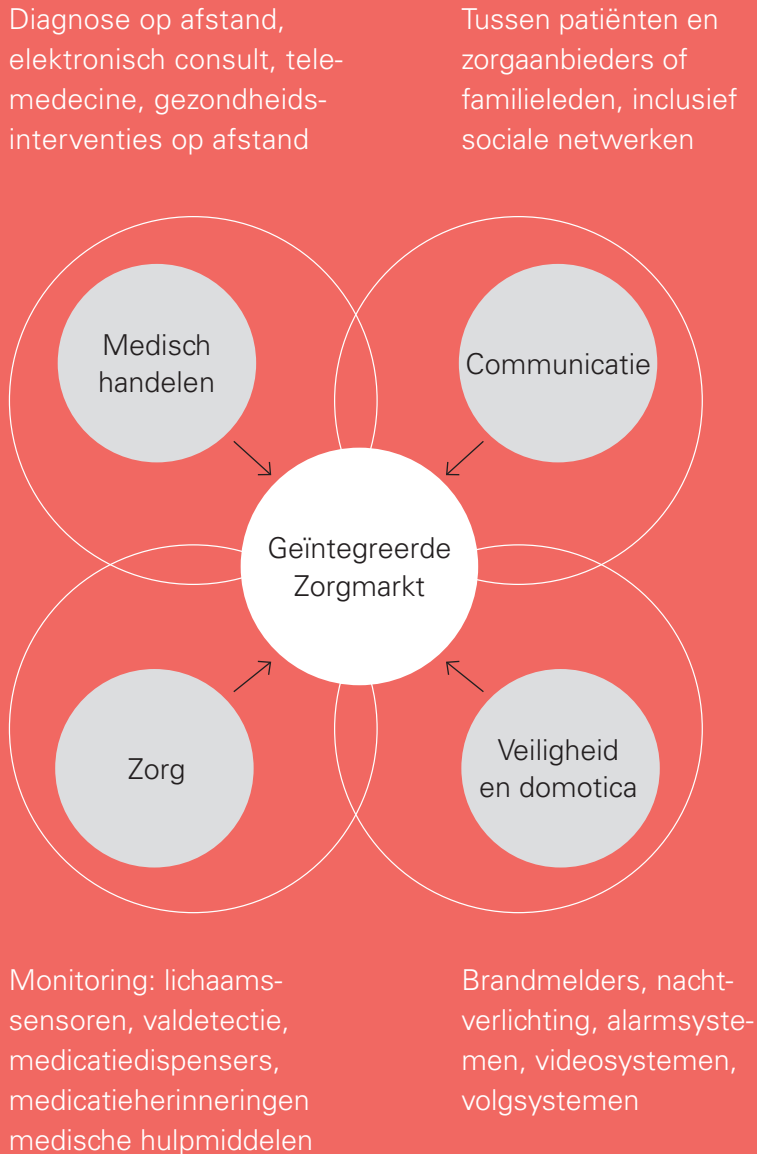 Diagnose op afstand,
elektronisch consult, tele-
medecine, gezondheids-
interventies op afstand
Tussen patiënten en
zorgaanbieders of
familieleden, inclusief
sociale netwerken
Medisch
handelen
Communicatie
Geïntegreerde
Zorgmarkt
Zorg
Veiligheid
en domotica
Monitoring: lichaams-
sensoren, valdetectie,
medicatiedispensers,
medicatieherinneringen
medische hulpmiddelen
Brandmelders, nacht-
verlichting, alarmsyste-
men, videosystemen,
volgsystemen